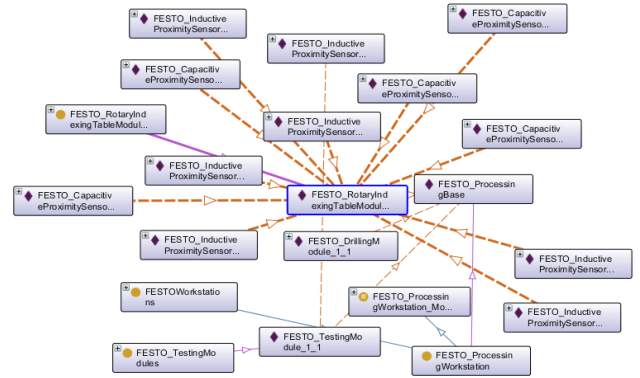 FESTO_Inductive
ProximitySensor...
FESTO_Capacitiv
eProximitySenso...
FESTO_Inductive
ProximitySensor...
FESTO_Capacitiv
eProximitySenso...
FESTO_Capacitiv
eProximitySenso...
FESTO_RotaryInd
exingTableModul...
FESTO_Inductive
ProximitySensor...
FESTO_Capacitiv
eProximitySenso...
FESTO_Inductive
ProximitySensor...
FESTO_Capacitiv
eProximitySenso...
FESTO_RotaryInd
exingTableModul...
FESTO_Processin
gBase
FESTO_Inductive
ProximitySensor...
FESTO_DrillingM
odule_1_1
FESTO_Inductive
ProximitySensor...
FESTOWorkstatio
ns
FESTO_Processin
gWorkstation_Mo...
FESTO_Inductive
ProximitySensor...
FESTO_TestingMo
dules
FESTO_TestingMo
dule_1_1
FESTO_Processin
gWorkstation